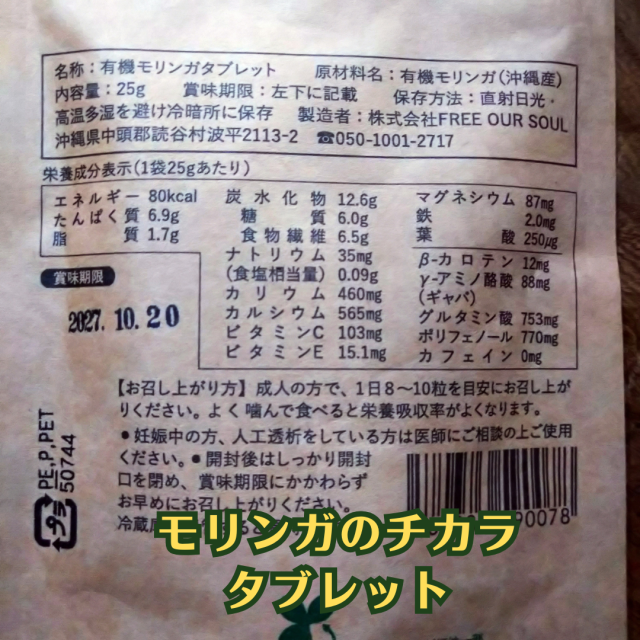 名称：有機モリンガタブレット　原材料名：有機モリンガ（沖縄産）
内容量：25g　賞味期限：左下に記載　保存方法：直射日光・
高温多湿を避け冷暗所に保存　製造者：株式会社FREE OUR SOUL
沖縄県中頭郡読谷村波平2113-2　☎050-1001-2717
栄養成分表示（1袋25gあたり）
エネルギー 80kcal
たんぱく質 6.9g
脂質 1.7g
炭水化物 12.6g
糖質 6.0g
食物繊維 6.5g
ナトリウム 35mg
（食塩相当量）0.09g
カリウム 460mg
カルシウム 565mg
ビタミンC 103mg
ビタミンE 15.1mg
マグネシウム 87mg
鉄 2.0mg
葉酸 250μg
β-カロテン 12mg
γ-アミノ酪酸 88mg
（ギャバ）
グルタミン酸 753mg
ポリフェノール 770mg
カフェイン 0mg
賞味期限
2027.10.20
【お召し上がり方】成人の方で、1日8〜10粒を目安にお召し上が
りください。よく噛んで食べると栄養吸収率がよくなります。
●妊娠中の方、人工透析をしている方は医師にご相談の上ご使用
ください。●開封後はしっかり開封
口を閉め、賞味期限にかかわらず
お早めにお召し上がりください。
冷蔵
プラ
PE,P,PET
50744
90078
モリンガのチカラ
タブレット